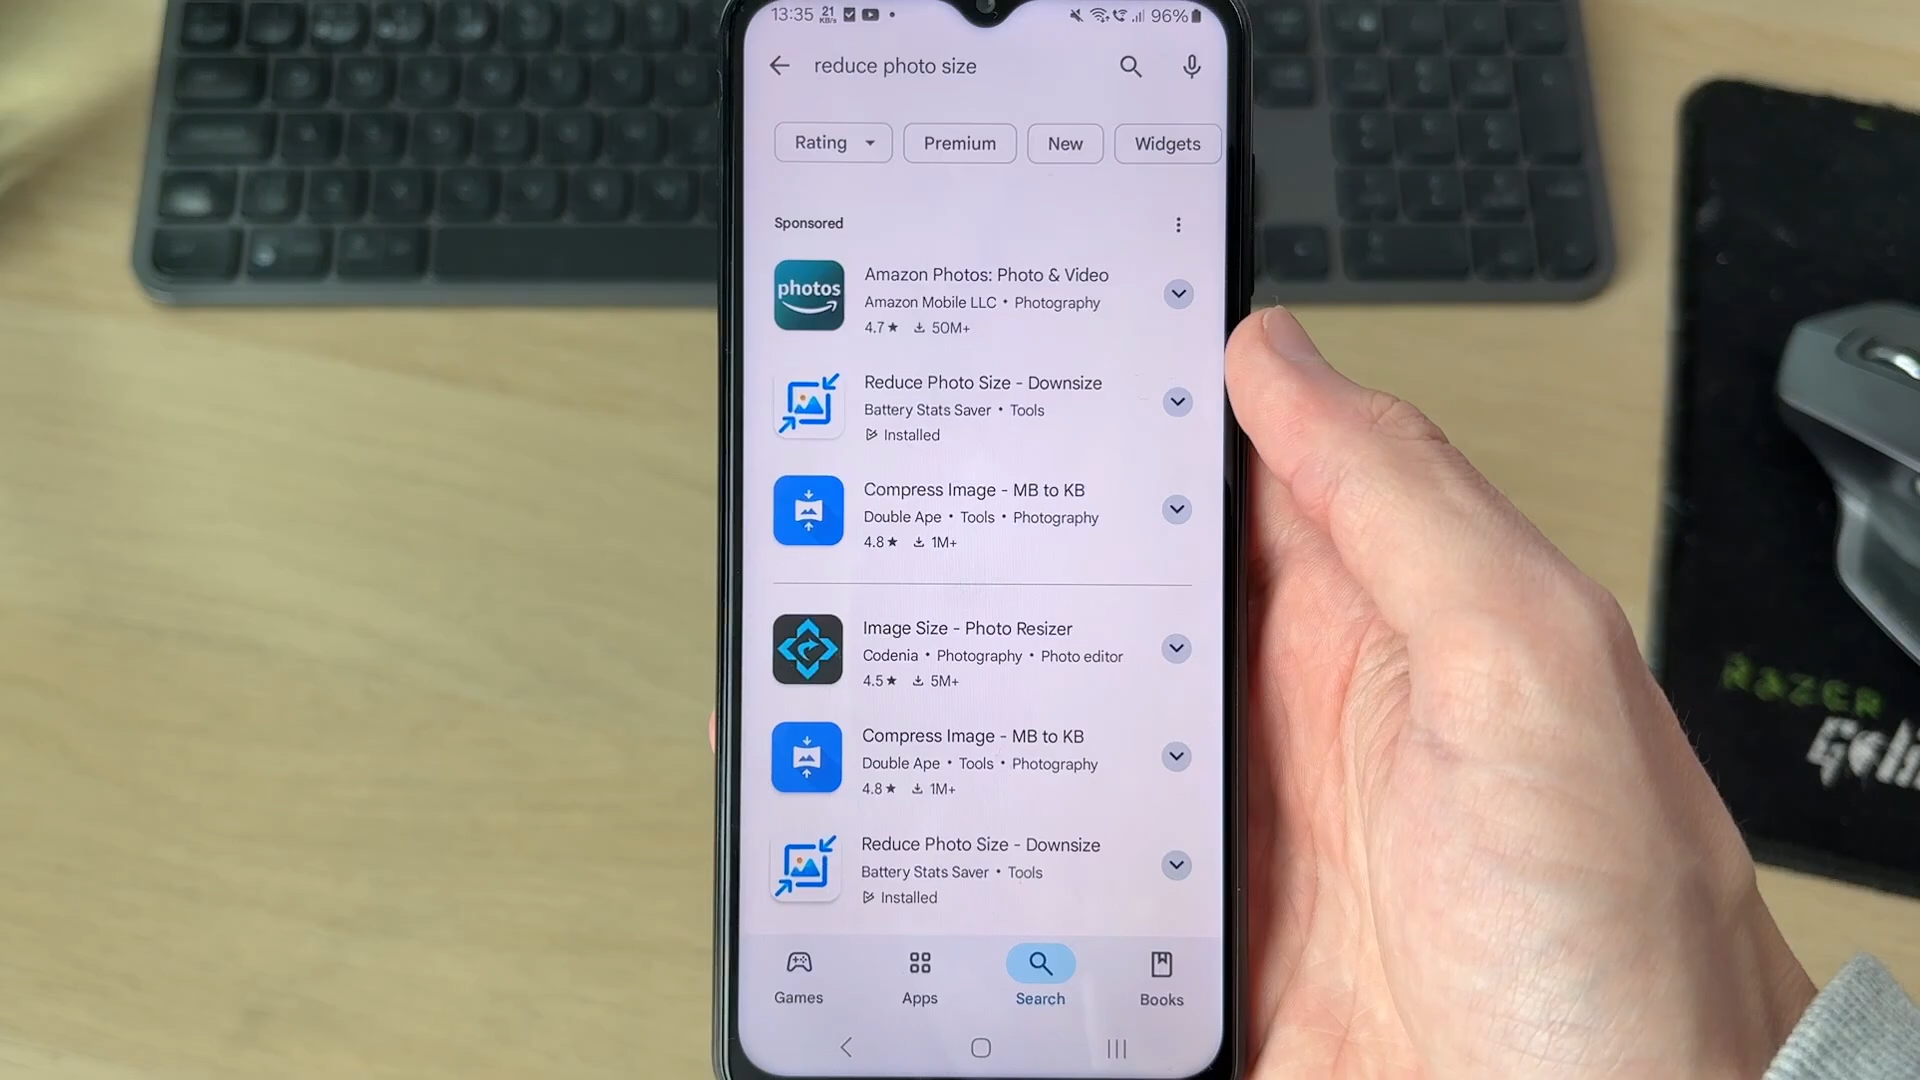 13:35 21 KB/s 96%
reduce photo size
Rating Premium New Widgets
Sponsored
photos
Amazon Photos: Photo & Video
Amazon Mobile LLC • Photography
4.7★ 50M+
Reduce Photo Size - Downsize
Battery Stats Saver • Tools
Installed
Compress Image - MB to KB
Double Ape • Tools • Photography
4.8★ 1M+
Image Size - Photo Resizer
Codenia • Photography • Photo editor
4.5★ 5M+
Compress Image - MB to KB
Double Ape • Tools • Photography
4.8★ 1M+
Reduce Photo Size - Downsize
Battery Stats Saver • Tools
Installed
Games Apps Search Books
RAZER